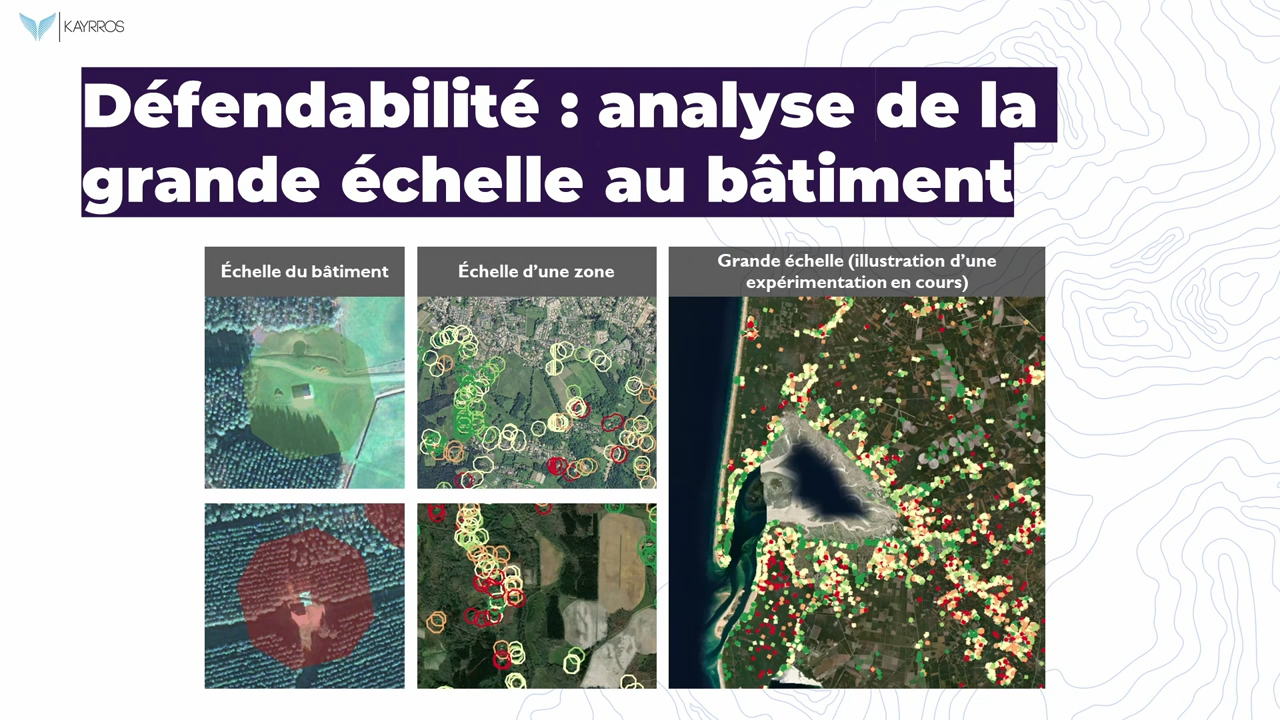 KAYRROS
Défendabilité : analyse de la
grande échelle au bâtiment
Échelle du bâtiment
Échelle d'une zone
Grande échelle (illustration d'une
expérimentation en cours)